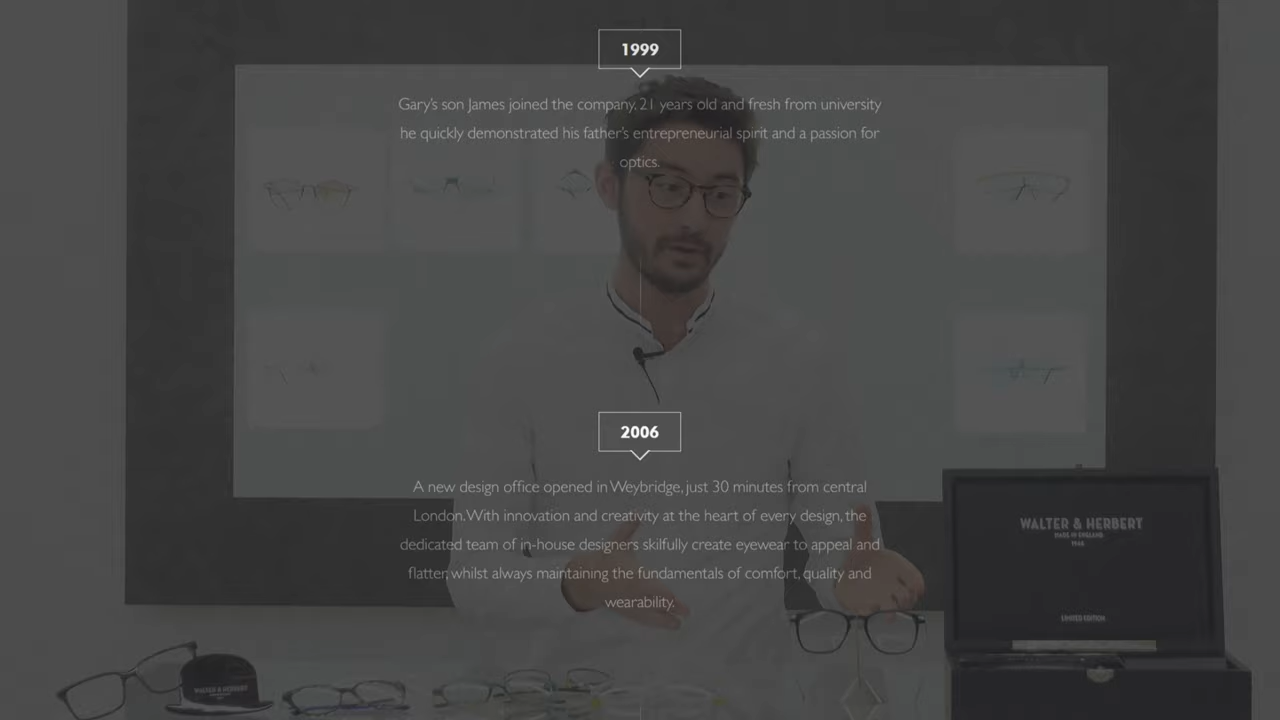 1999
Gary's son James joined the company, 21 years old and fresh from university
he quickly demonstrated his father's entrepreneurial spirit and a passion for
optics.
2006
A new design office opened in Weybridge, just 30 minutes from central
London. With innovation and creativity at the heart of every design, the
dedicated team of in-house designers skilfully create eyewear to appeal and
flatter, whilst always maintaining the fundamentals of comfort, quality and
wearability.
WALTER & HERBERT
MADE IN ENGLAND
1946
LIMITED EDITION
WALTER & HERBERT